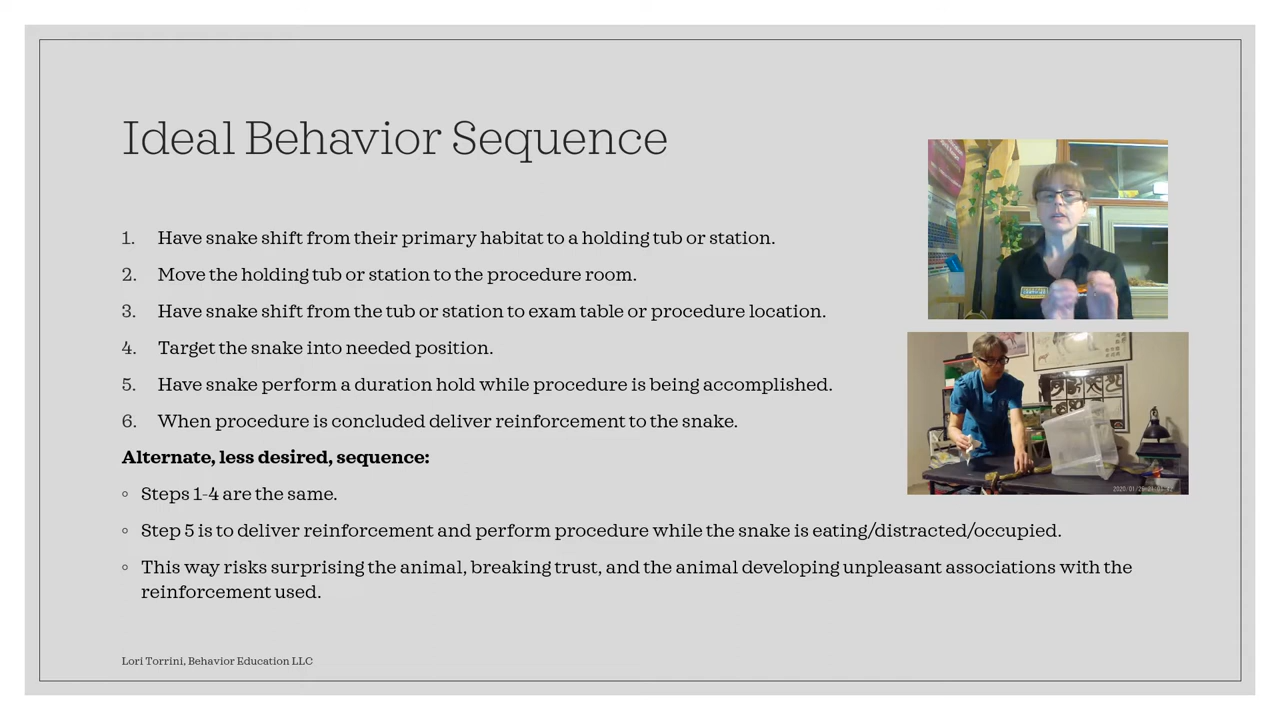 Ideal Behavior Sequence
1. Have snake shift from their primary habitat to a holding tub or station.
2. Move the holding tub or station to the procedure room.
3. Have snake shift from the tub or station to exam table or procedure location.
4. Target the snake into needed position.
5. Have snake perform a duration hold while procedure is being accomplished.
6. When procedure is concluded deliver reinforcement to the snake.
Alternate, less desired, sequence:
◦ Steps 1-4 are the same.
◦ Step 5 is to deliver reinforcement and perform procedure while the snake is eating/distracted/occupied.
◦ This way risks surprising the animal, breaking trust, and the animal developing unpleasant associations with the
reinforcement used.
Lori Torrini, Behavior Education LLC